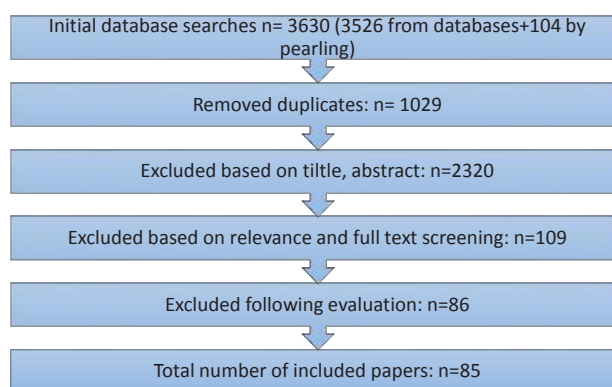 Initial database searches n= 3630 (3526 from databases+104 by
pearling)
Removed duplicates: n= 1029
Excluded based on tiltle, abstract: n=2320
Excluded based on relevance and full text screening: n=109
Excluded following evaluation: n=86
Total number of included papers: n=85